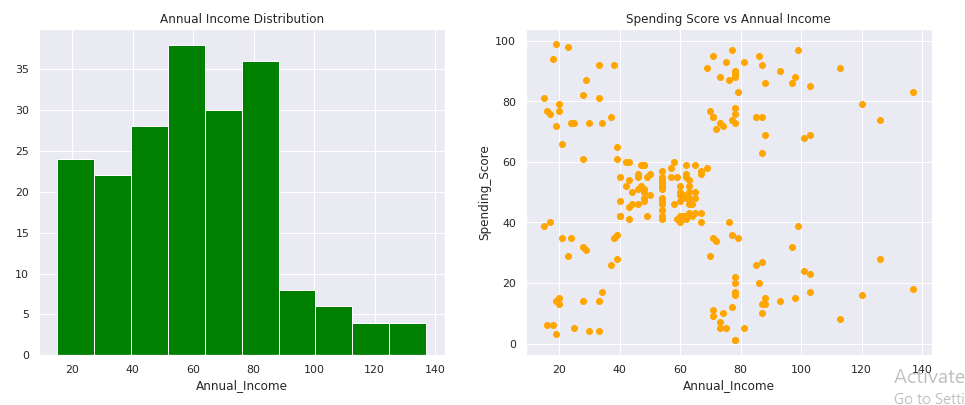 Annual Income Distribution
35
30
25
20
15
10
5
0
20 40 60 80 100 120 140
Annual_Income
Spending Score vs Annual Income
Spending_Score
100
80
60
40
20
0
20 40 60 80 100 120 140
Annual_Income
Activate
Go to Setti